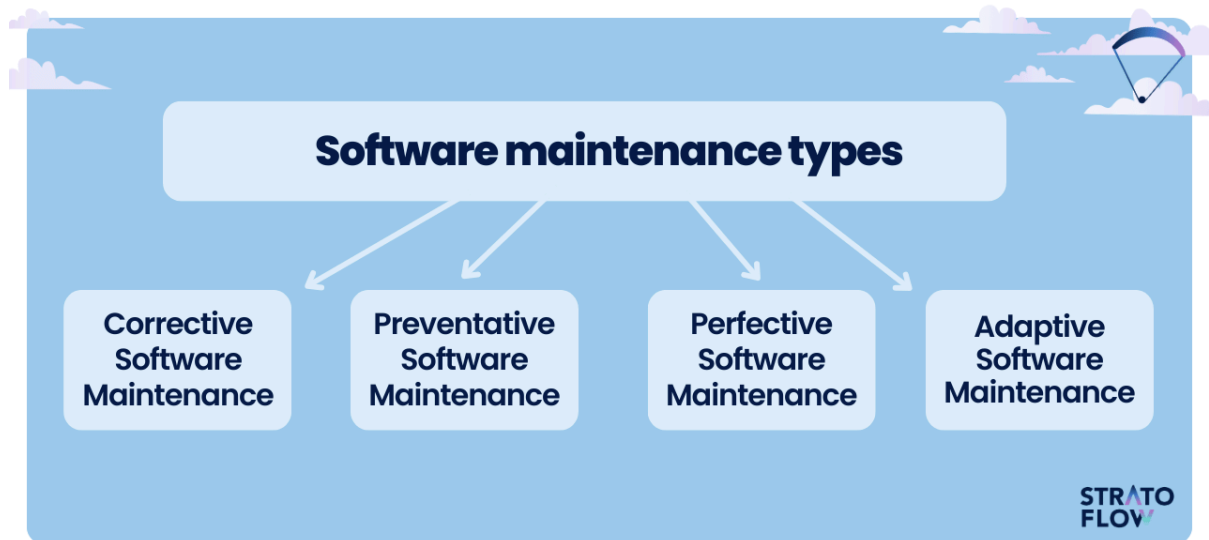 Software maintenance types
Corrective
Software
Maintenance
Preventative
Software
Maintenance
Perfective
Software
Maintenance
Adaptive
Software
Maintenance
STRATO
FLOW